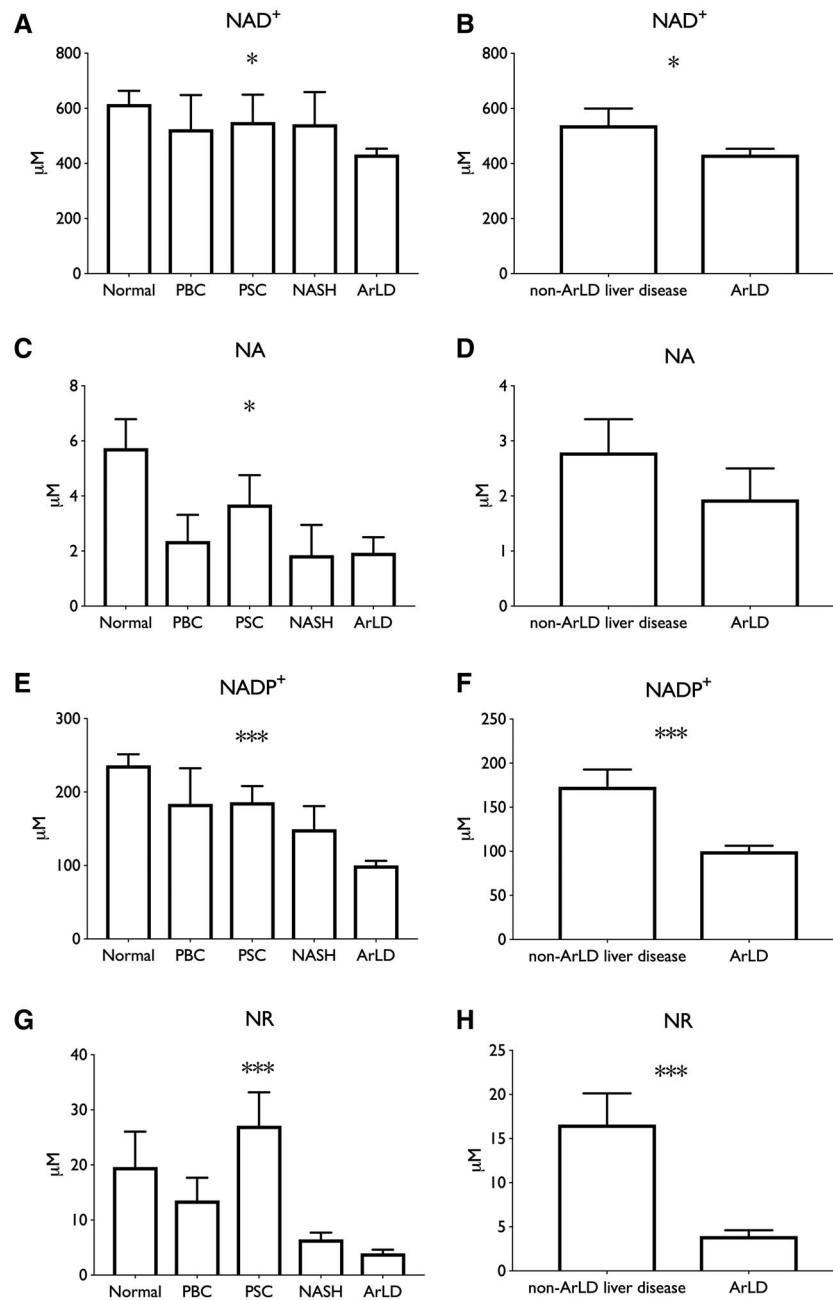 A
NAD+
*
800
600
400
200
0
μM
Normal PBC PSC NASH ArLD
B
NAD+
*
800
600
400
200
0
μM
non-ArLD liver disease ArLD
C
NA
*
8
6
4
2
0
μM
Normal PBC PSC NASH ArLD
D
NA
4
3
2
1
0
μM
non-ArLD liver disease ArLD
E
NADP+
***
300
200
100
0
μM
Normal PBC PSC NASH ArLD
F
NADP+
***
250
200
150
100
50
0
μM
non-ArLD liver disease ArLD
G
NR
***
40
30
20
10
0
μM
Normal PBC PSC NASH ArLD
H
NR
***
25
20
15
10
5
0
μM
non-ArLD liver disease ArLD